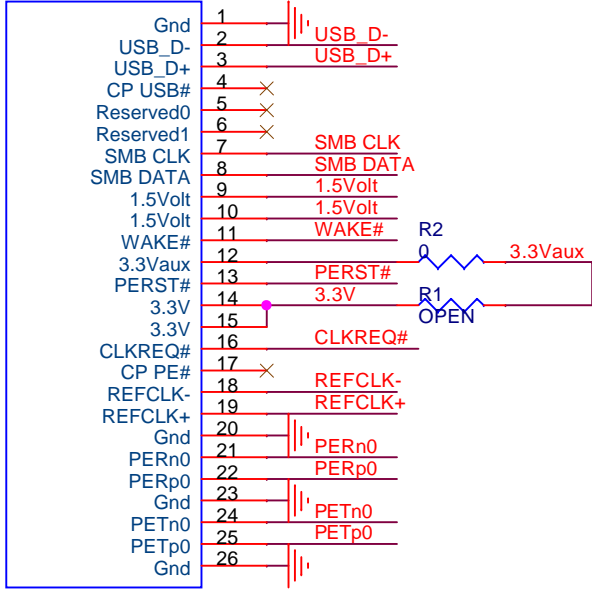 Gnd 1
USB_D- 2 USB_D-
USB_D+ 3 USB_D+
CP USB# 4
Reserved0 5
Reserved1 6
SMB CLK 7 SMB CLK
SMB DATA 8 SMB DATA
1.5Volt 9 1.5Volt
1.5Volt 10 1.5Volt
WAKE# 11 WAKE# R2
3.3Vaux 12 0 3.3Vaux
PERST# 13 PERST#
3.3V 14 3.3V R1
3.3V 15 OPEN
CLKREQ# 16 CLKREQ#
CP PE# 17
REFCLK- 18 REFCLK-
REFCLK+ 19 REFCLK+
Gnd 20
PERn0 21 PERn0
PERp0 22 PERp0
Gnd 23
PETn0 24 PETn0
PETp0 25 PETp0
Gnd 26